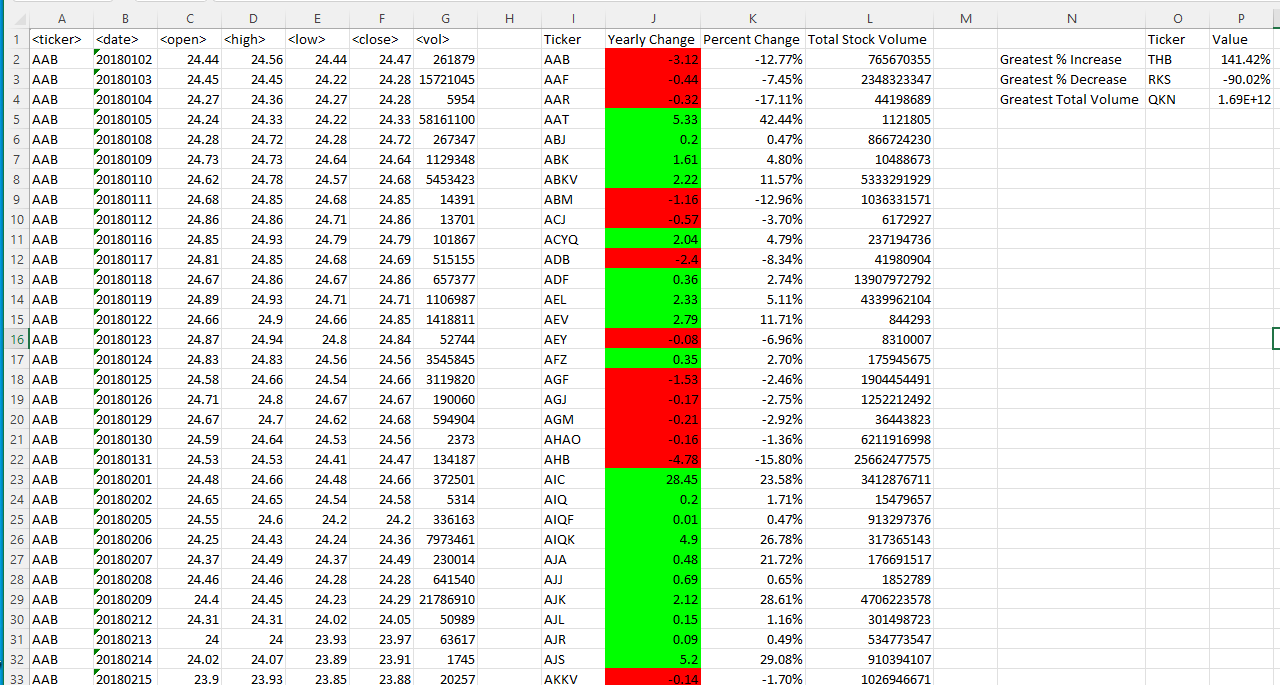 A B C D E F G H I J K L M N O P
1 <ticker> <date> <open> <high> <low> <close> <vol> Ticker Yearly Change Percent Change Total Stock Volume Ticker Value
2 AAB 20180102 24.44 24.56 24.44 24.47 261879 AAB -3.12 -12.77% 765670355 Greatest % Increase THB 141.42%
3 AAB 20180103 24.45 24.45 24.22 24.28 15721045 AAF -0.44 -7.45% 2348323347 Greatest % Decrease RKS -90.02%
4 AAB 20180104 24.27 24.36 24.27 24.28 5954 AAR -0.32 -17.11% 44198689 Greatest Total Volume QKN 1.69E+12
5 AAB 20180105 24.24 24.33 24.22 24.33 58161100 AAT 5.33 42.44% 1121805
6 AAB 20180108 24.28 24.72 24.28 24.72 267347 ABJ 0.2 0.47% 866724230
7 AAB 20180109 24.73 24.73 24.64 24.64 1129348 ABK 1.61 4.80% 10488673
8 AAB 20180110 24.62 24.78 24.57 24.68 5453423 ABKV 2.22 11.57% 5333291929
9 AAB 20180111 24.68 24.85 24.68 24.85 14391 ABM -1.16 -12.96% 1036331571
10 AAB 20180112 24.86 24.86 24.71 24.86 13701 ACJ -0.57 -3.70% 6172927
11 AAB 20180116 24.85 24.93 24.79 24.79 101867 ACYQ 2.04 4.79% 237194736
12 AAB 20180117 24.81 24.85 24.68 24.69 515155 ADB -2.4 -8.34% 41980904
13 AAB 20180118 24.67 24.86 24.67 24.86 657377 ADF 0.36 2.74% 13907972792
14 AAB 20180119 24.89 24.93 24.71 24.71 1106987 AEL 2.33 5.11% 4339962104
15 AAB 20180122 24.66 24.9 24.66 24.85 1418811 AEV 2.79 11.71% 844293
16 AAB 20180123 24.87 24.94 24.8 24.84 52744 AEY -0.08 -6.96% 8310007
17 AAB 20180124 24.83 24.83 24.56 24.56 3545845 AFZ 0.35 2.70% 175945675
18 AAB 20180125 24.58 24.66 24.54 24.66 3119820 AGF -1.53 -2.46% 1904454491
19 AAB 20180126 24.71 24.8 24.67 24.67 190060 AGJ -0.17 -2.75% 1252212492
20 AAB 20180129 24.67 24.7 24.62 24.68 594904 AGM -0.21 -2.92% 36443823
21 AAB 20180130 24.59 24.64 24.53 24.56 2373 AHAO -0.16 -1.36% 6211916998
22 AAB 20180131 24.53 24.53 24.41 24.47 134187 AHB -4.78 -15.80% 25662477575
23 AAB 20180201 24.48 24.66 24.48 24.66 372501 AIC 28.45 23.58% 3412876711
24 AAB 20180202 24.65 24.65 24.54 24.58 5314 AIQ 0.2 1.71% 15479657
25 AAB 20180205 24.55 24.6 24.2 24.2 336163 AIQF 0.01 0.47% 913297376
26 AAB 20180206 24.25 24.43 24.24 24.36 7973461 AIQK 4.9 26.78% 317365143
27 AAB 20180207 24.37 24.49 24.37 24.49 230014 AJA 0.48 21.72% 176691517
28 AAB 20180208 24.46 24.46 24.28 24.28 641540 AJJ 0.69 0.65% 1852789
29 AAB 20180209 24.4 24.45 24.23 24.29 21786910 AJK 2.12 28.61% 4706223578
30 AAB 20180212 24.31 24.31 24.02 24.05 50989 AJL 0.15 1.16% 301498723
31 AAB 20180213 24 24 23.93 23.97 63617 AJR 0.09 0.49% 534773547
32 AAB 20180214 24.02 24.07 23.89 23.91 1745 AJS 5.2 29.08% 910394107
33 AAB 20180215 23.9 23.93 23.85 23.88 20257 AKKV -0.14 -1.70% 1026946671